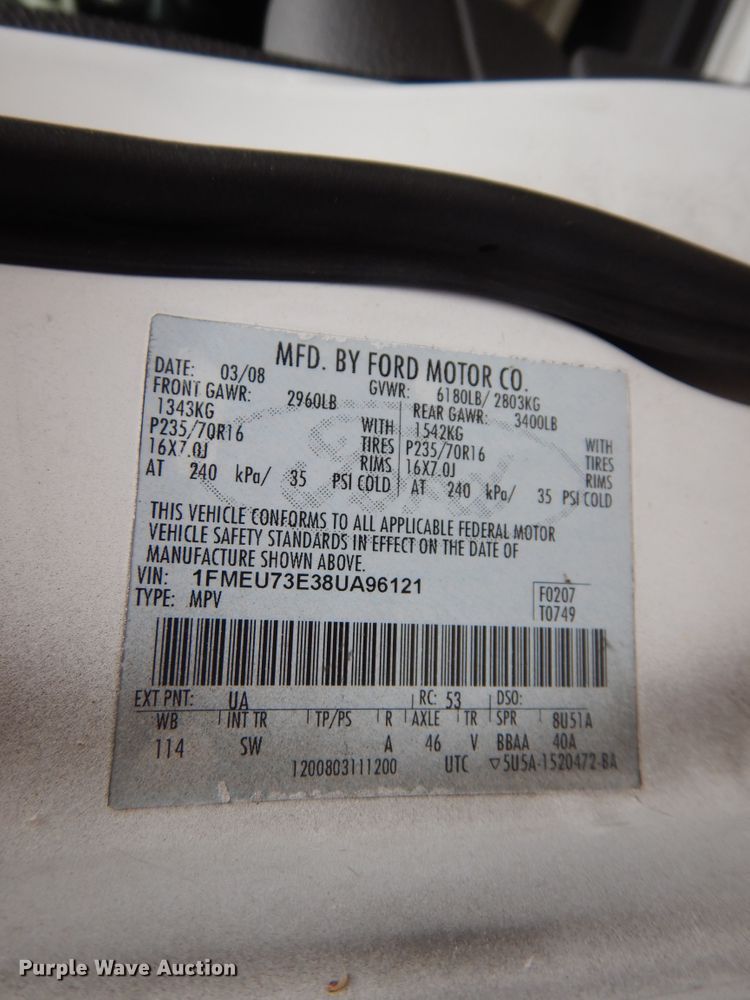 MFD. BY FORD MOTOR CO.
DATE: 03/08 GVWR: 6180LB/ 2803KG
FRONT GAWR: 2960LB REAR GAWR: 3400LB
1343KG WITH 1542KG WITH
P235/70R16 TIRES P235/70R16 TIRES
16X7.0J RIMS 16X7.0J RIMS
AT 240 kPa/ 35 PSI COLD AT 240 kPa/ 35 PSI COLD
Ford
THIS VEHICLE CONFORMS TO ALL APPLICABLE FEDERAL MOTOR
VEHICLE SAFETY STANDARDS IN EFFECT ON THE DATE OF
MANUFACTURE SHOWN ABOVE.
VIN: 1FMEU73E38UA96121
TYPE: MPV
F0207
T0749
EXT PNT: UA RC: 53 DSO:
WB INT TR TP/PS R AXLE TR SPR 8U51A
114 SW A 46 V BBAA 40A
1200803111200 UTC ▽5U5A-1520472-BA
Purple Wave Auction